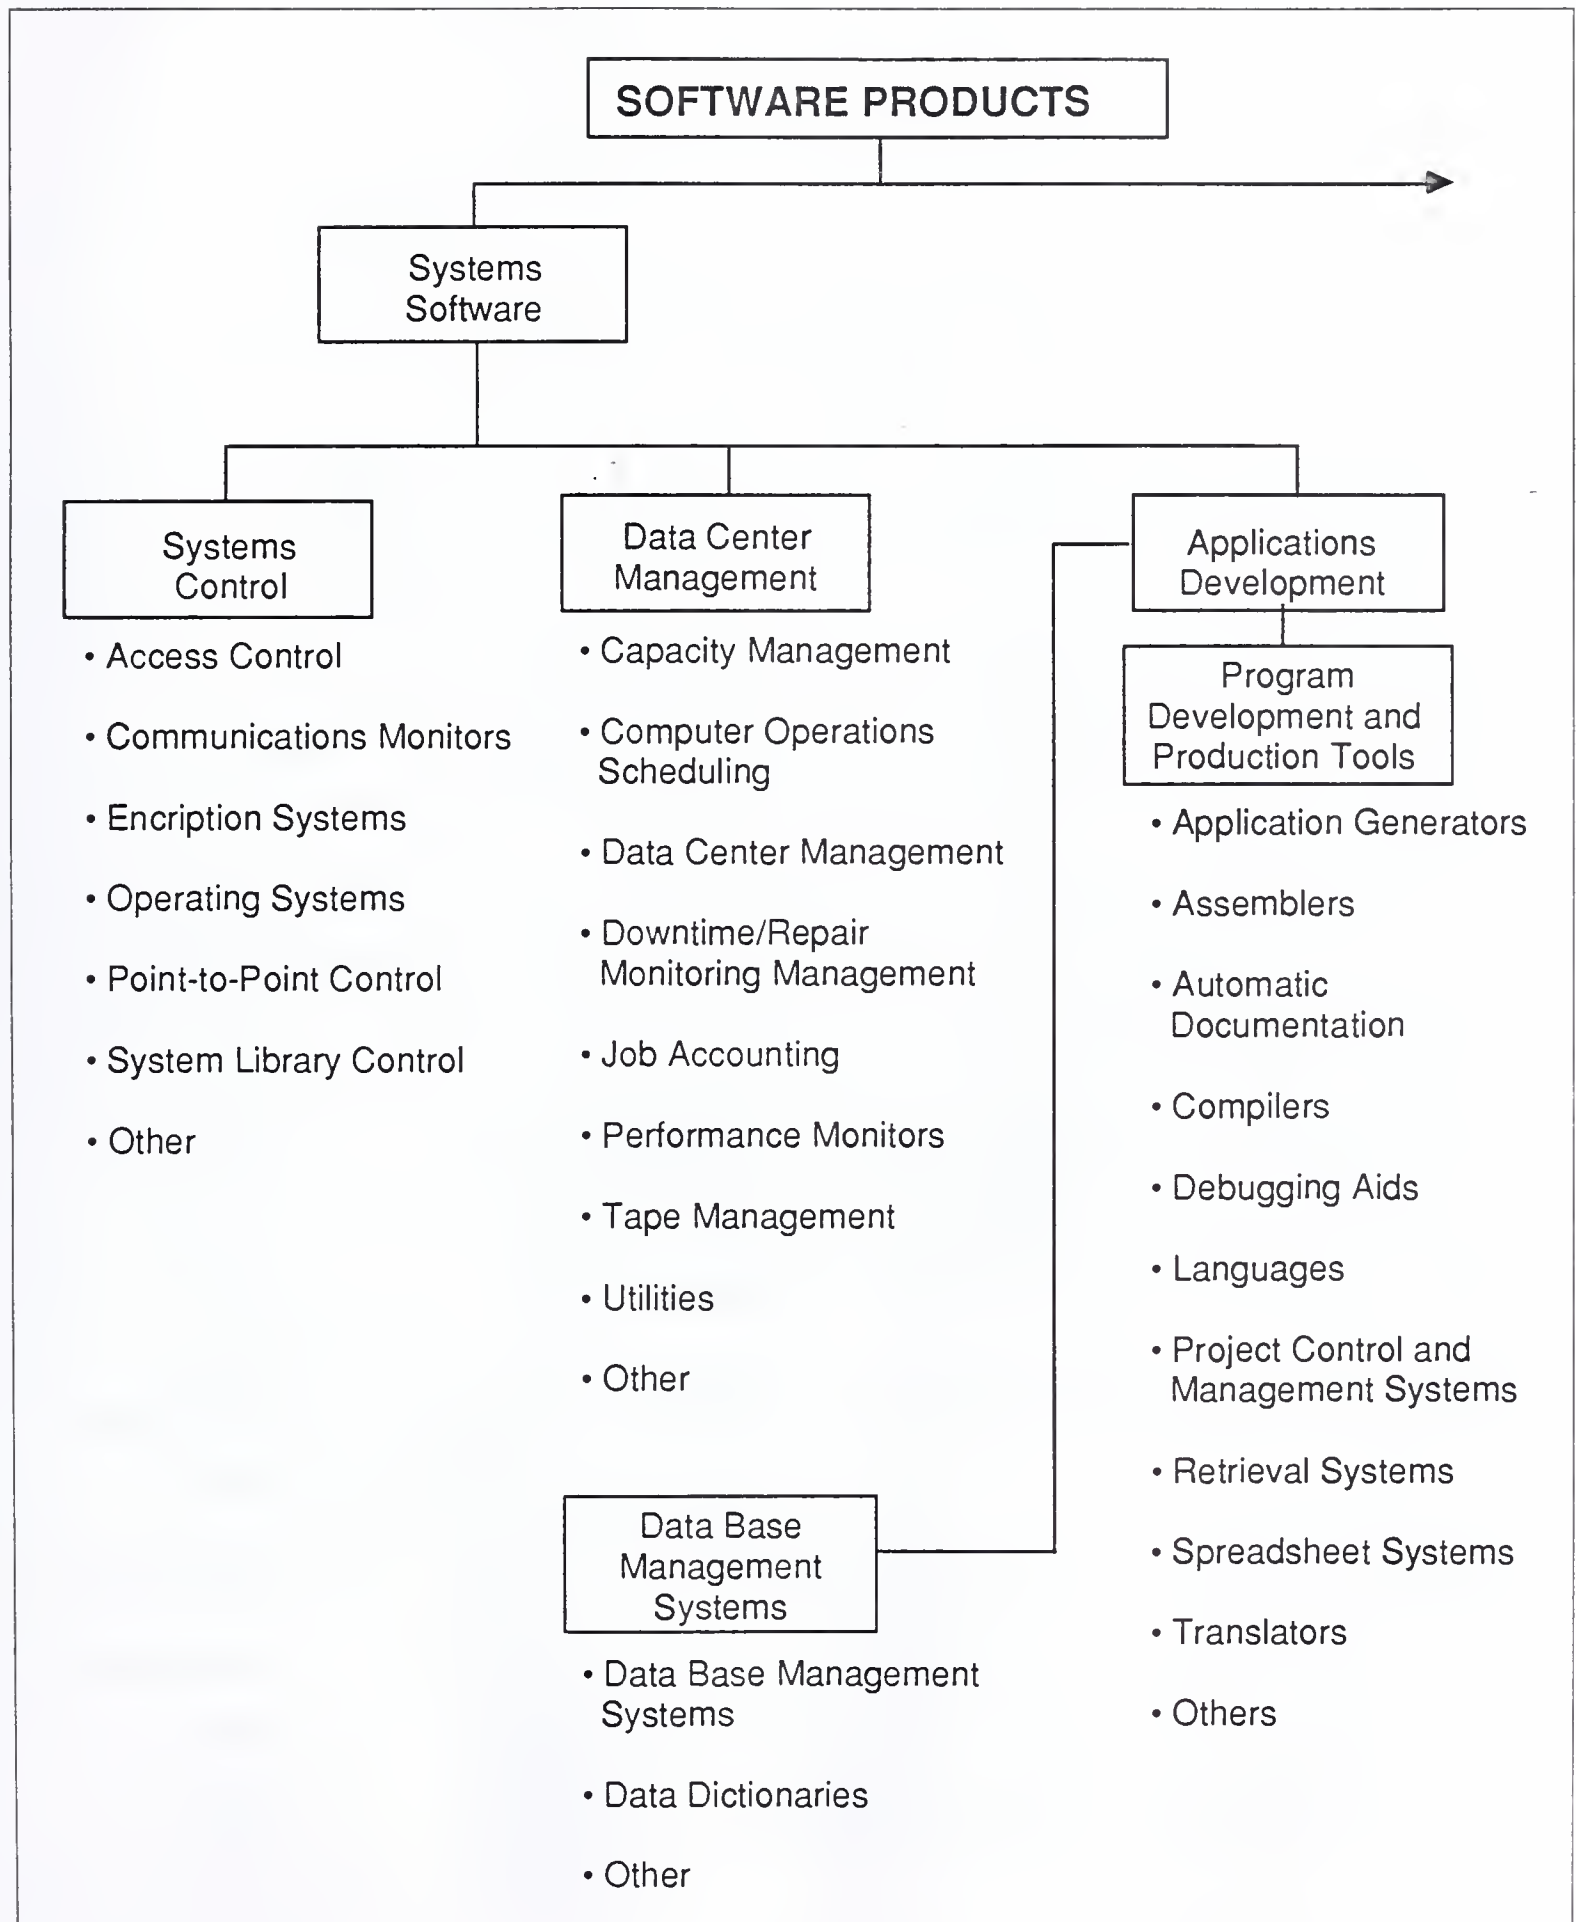 SOFTWARE PRODUCTS
Systems
Software
Systems
Control
• Access Control
• Communications Monitors
• Encription Systems
• Operating Systems
• Point-to-Point Control
• System Library Control
• Other
Data Center
Management
• Capacity Management
• Computer Operations
Scheduling
• Data Center Management
• Downtime/Repair
Monitoring Management
• Job Accounting
• Performance Monitors
• Tape Management
• Utilities
• Other
Data Base
Management
Systems
• Data Base Management
Systems
• Data Dictionaries
• Other
Applications
Development
Program
Development and
Production Tools
• Application Generators
• Assemblers
• Automatic
Documentation
• Compilers
• Debugging Aids
• Languages
• Project Control and
Management Systems
• Retrieval Systems
• Spreadsheet Systems
• Translators
• Others